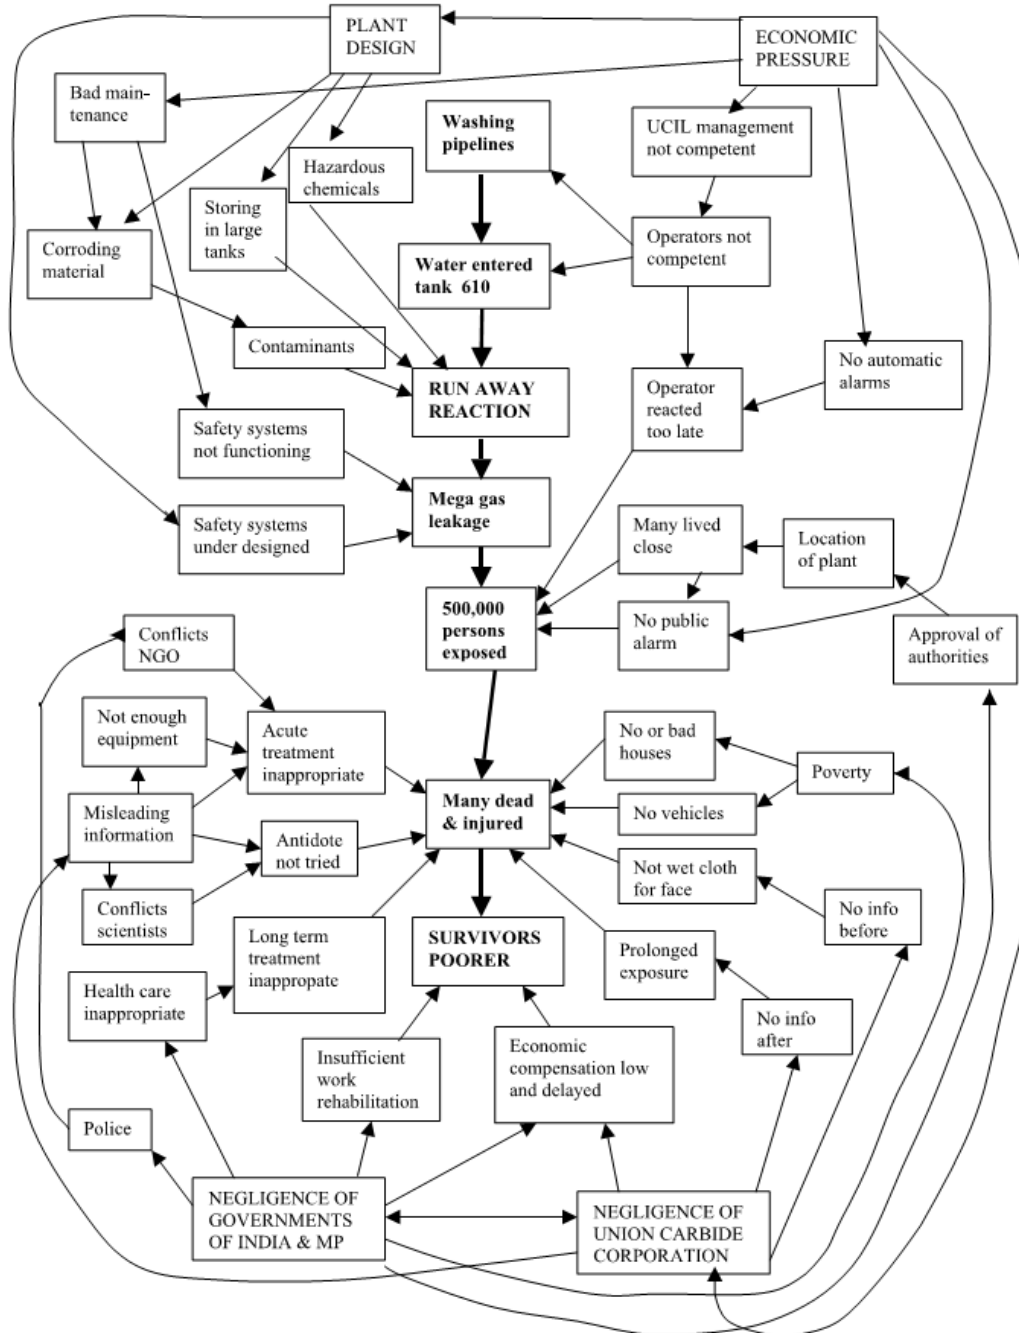 PLANT
DESIGN
ECONOMIC
PRESSURE
Bad main-
tenance
Washing
pipelines
UCIL management
not competent
Hazardous
chemicals
Storing
in large
tanks
Corroding
material
Water entered
tank 610
Operators not
competent
Contaminants
RUN AWAY
REACTION
Operator
reacted
too late
No automatic
alarms
Safety systems
not functioning
Mega gas
leakage
Safety systems
under designed
Many lived
close
Location
of plant
500,000
persons
exposed
No public
alarm
Approval of
authorities
Conflicts
NGO
Not enough
equipment
Acute
treatment
inappropriate
No or bad
houses
Poverty
Misleading
information
Many dead
& injured
No vehicles
Antidote
not tried
Not wet cloth
for face
Conflicts
scientists
No info
before
Long term
treatment
inappropate
SURVIVORS
POORER
Prolonged
exposure
Health care
inappropriate
No info
after
Insufficient
work
rehabilitation
Economic
compensation low
and delayed
Police
NEGLIGENCE OF
GOVERNMENTS
OF INDIA & MP
NEGLIGENCE OF
UNION CARBIDE
CORPORATION